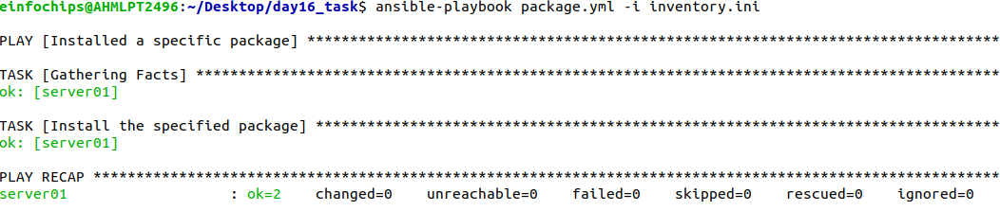 einfochips@AHMLPT2496:~/Desktop/day16_task$ ansible-playbook package.yml -i inventory.ini
PLAY [Installed a specific package] *********************************************************************************
TASK [Gathering Facts] **********************************************************************************************
ok: [server01]
TASK [Install the specified package] ********************************************************************************
ok: [server01]
PLAY RECAP **********************************************************************************************************
server01                   : ok=2    changed=0    unreachable=0    failed=0    skipped=0    rescued=0    ignored=0